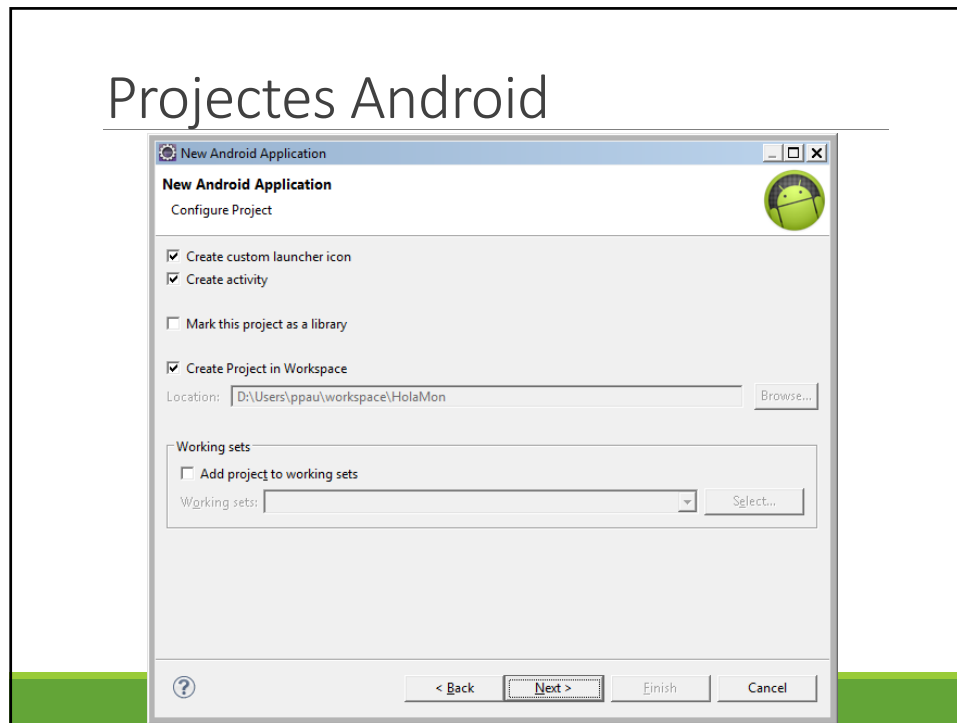 Projectes Android
New Android Application
New Android Application
Configure Project
Create custom launcher icon
Create activity
Mark this project as a library
Create Project in Workspace
Location: D:\Users\ppau\workspace\HolaMon Browse...
Working sets
Add project to working sets
Working sets: Select...
? < Back Next > Finish Cancel